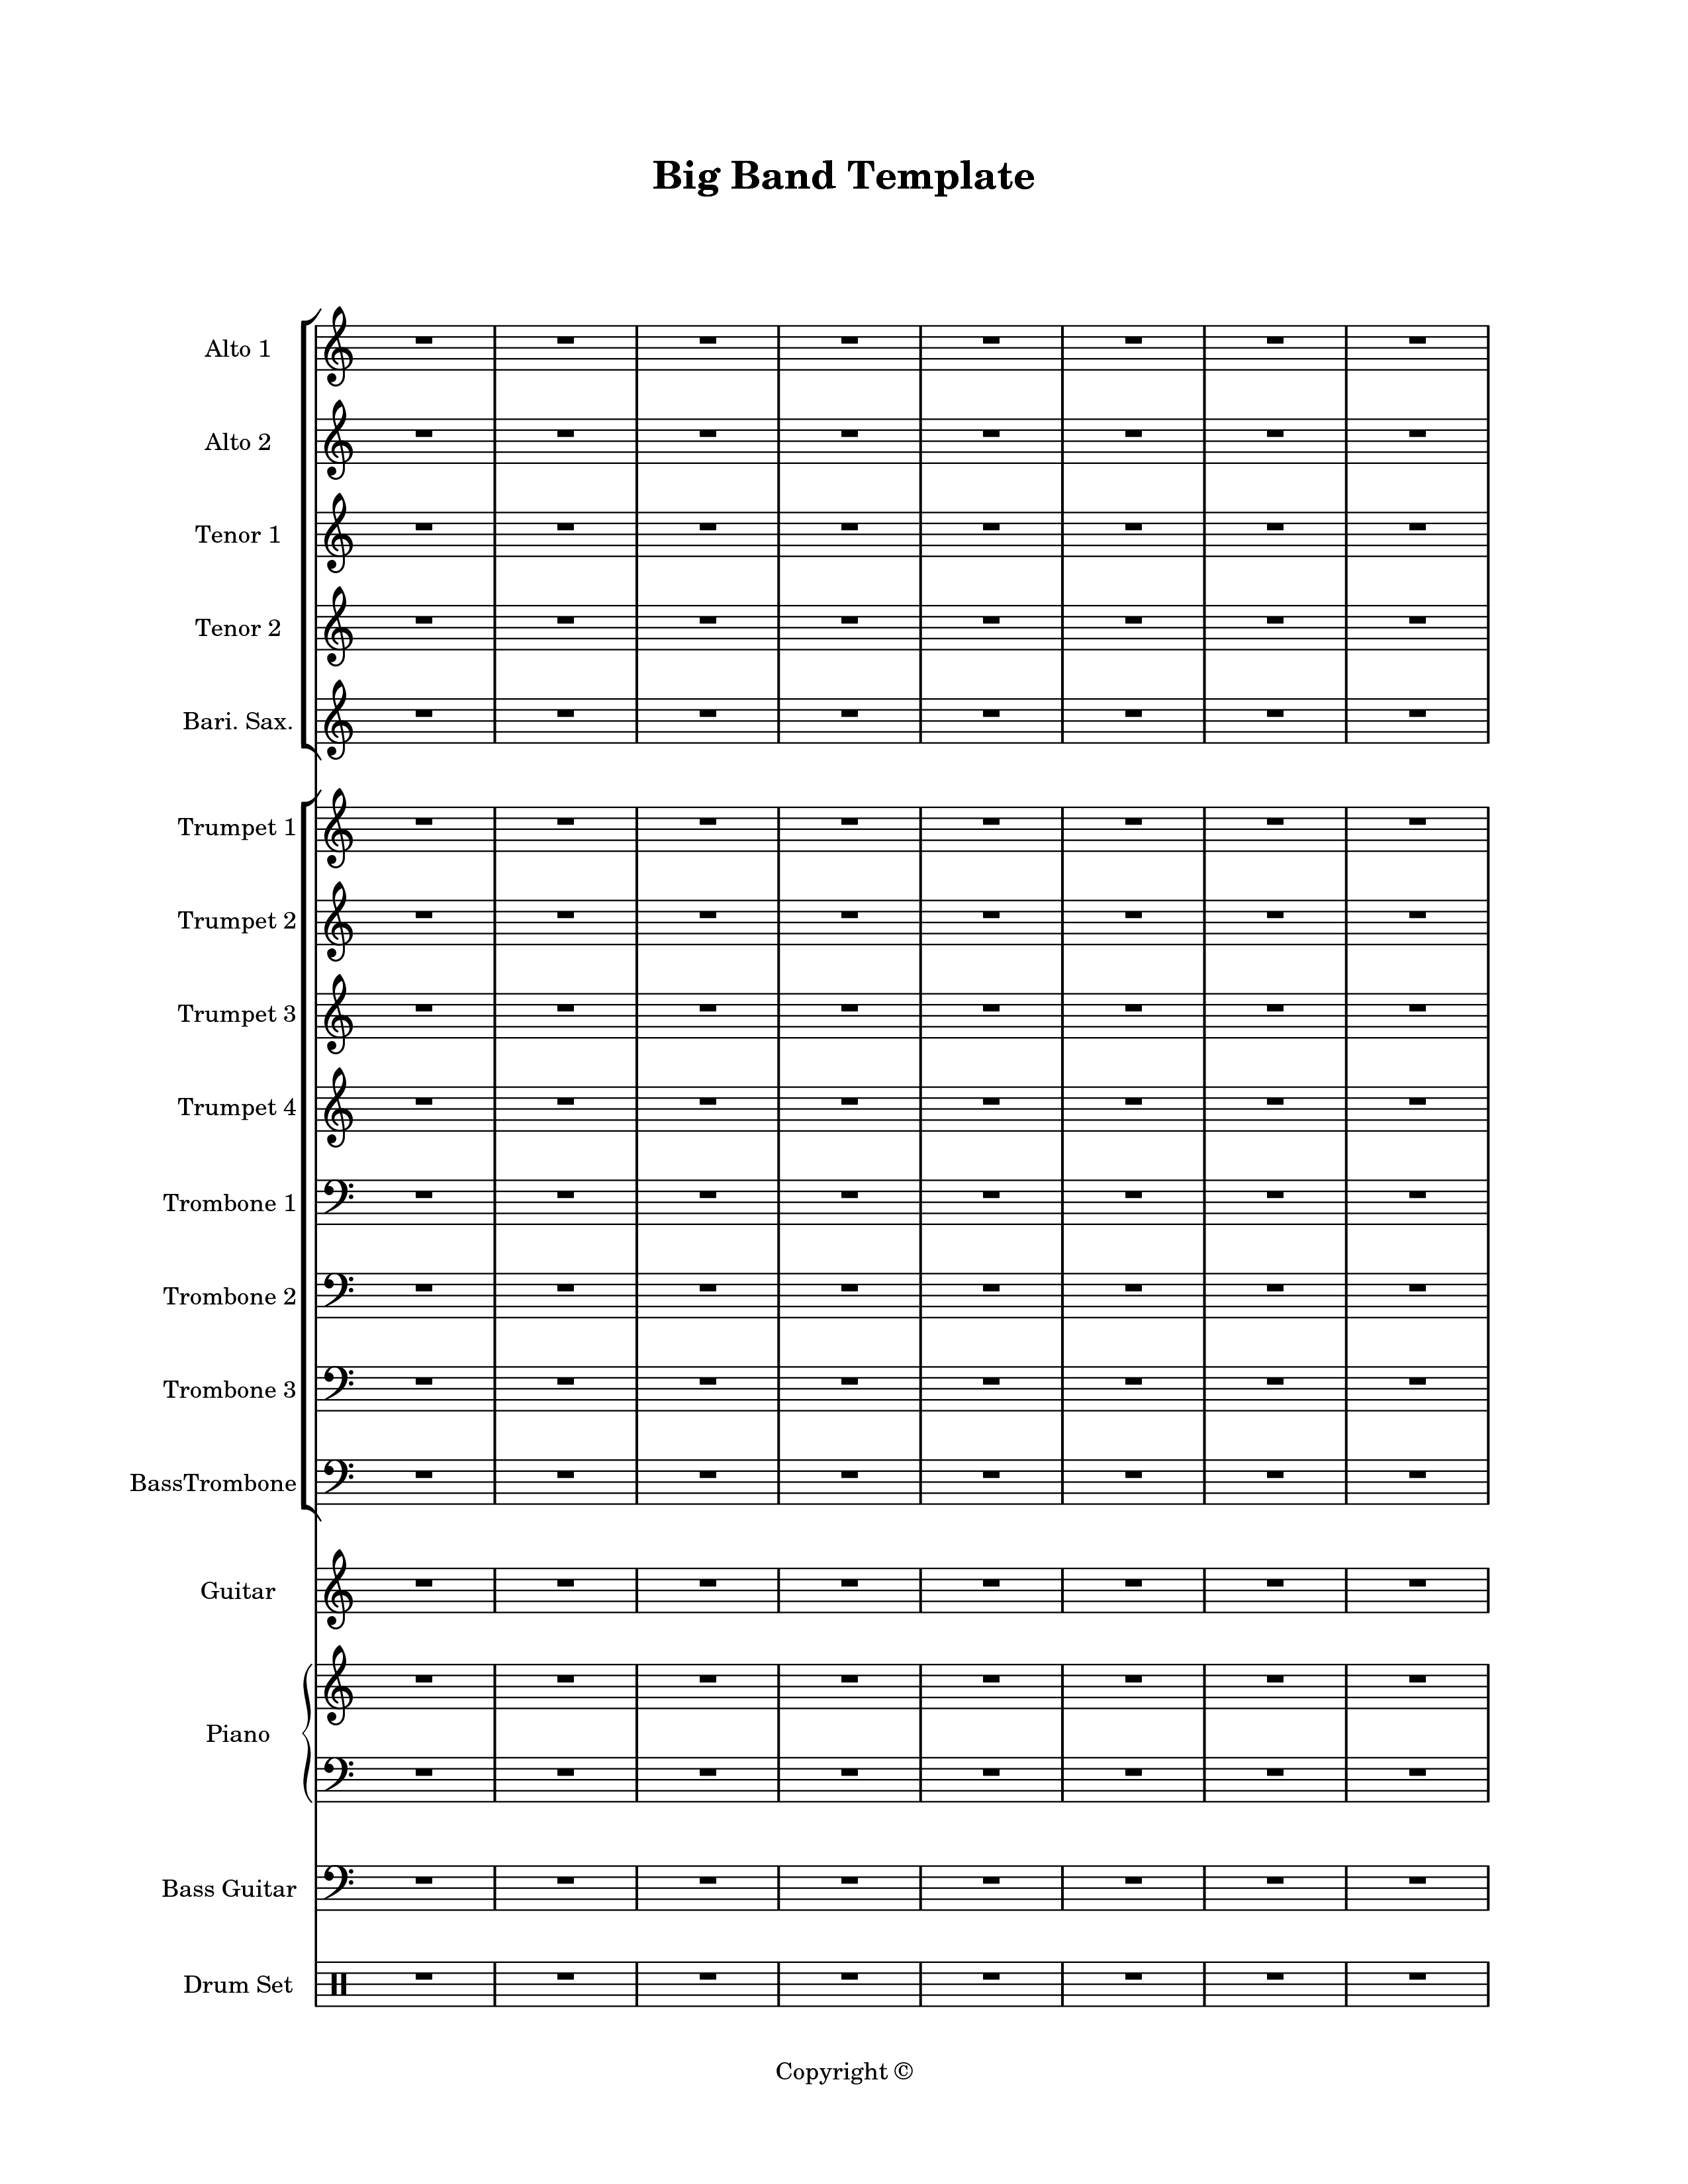 Big Band Template
Alto 1
Alto 2
Tenor 1
Tenor 2
Bari. Sax.
Trumpet 1
Trumpet 2
Trumpet 3
Trumpet 4
Trombone 1
Trombone 2
Trombone 3
BassTrombone
Guitar
Piano
Bass Guitar
Drum Set
Copyright ©